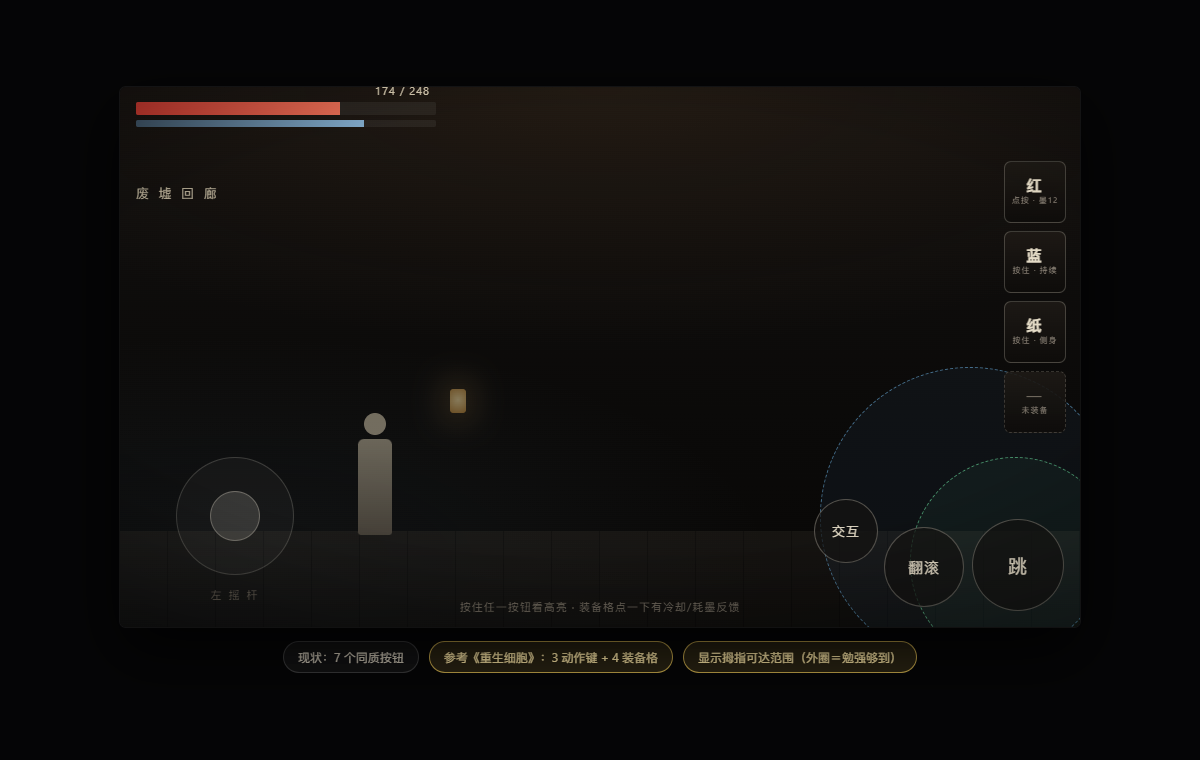 174 / 248
废墟回廊
红
点按 · 墨12
蓝
按住 · 持续
纸
按住 · 侧身
—
未装备
交互
翻滚
跳
左摇杆
按住任一按钮看高亮 · 装备格点一下有冷却/耗墨反馈
现状：7 个同质按钮
参考《重生细胞》：3 动作键 + 4 装备格
显示拇指可达范围（外圈＝勉强够到）